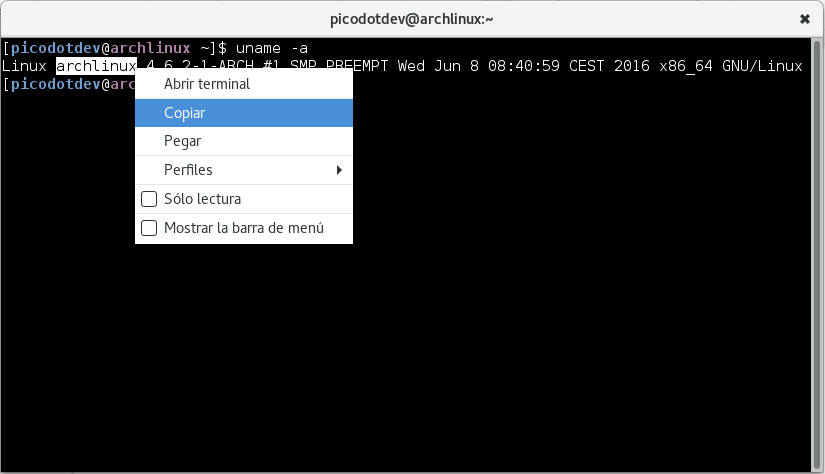 picodotdev@archlinux:~
[picodotdev@archlinux ~]$ uname -a
Linux archlinux 4.6.2-1-ARCH #1 SMP PREEMPT Wed Jun 8 08:40:59 CEST 2016 x86_64 GNU/Linux
[picodotdev@arc
Abrir terminal
Copiar
Pegar
Perfiles
Sólo lectura
Mostrar la barra de menú